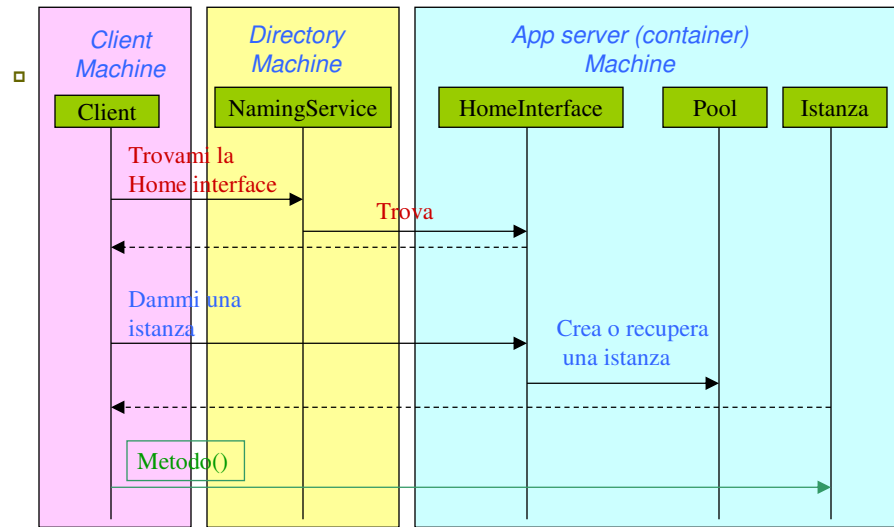 Client
Machine
Directory
Machine
App server (container)
Machine
Client
NamingService
HomeInterface
Pool
Istanza
Trovami la
Home interface
Trova
Dammi una
istanza
Crea o recupera
una istanza
Metodo()